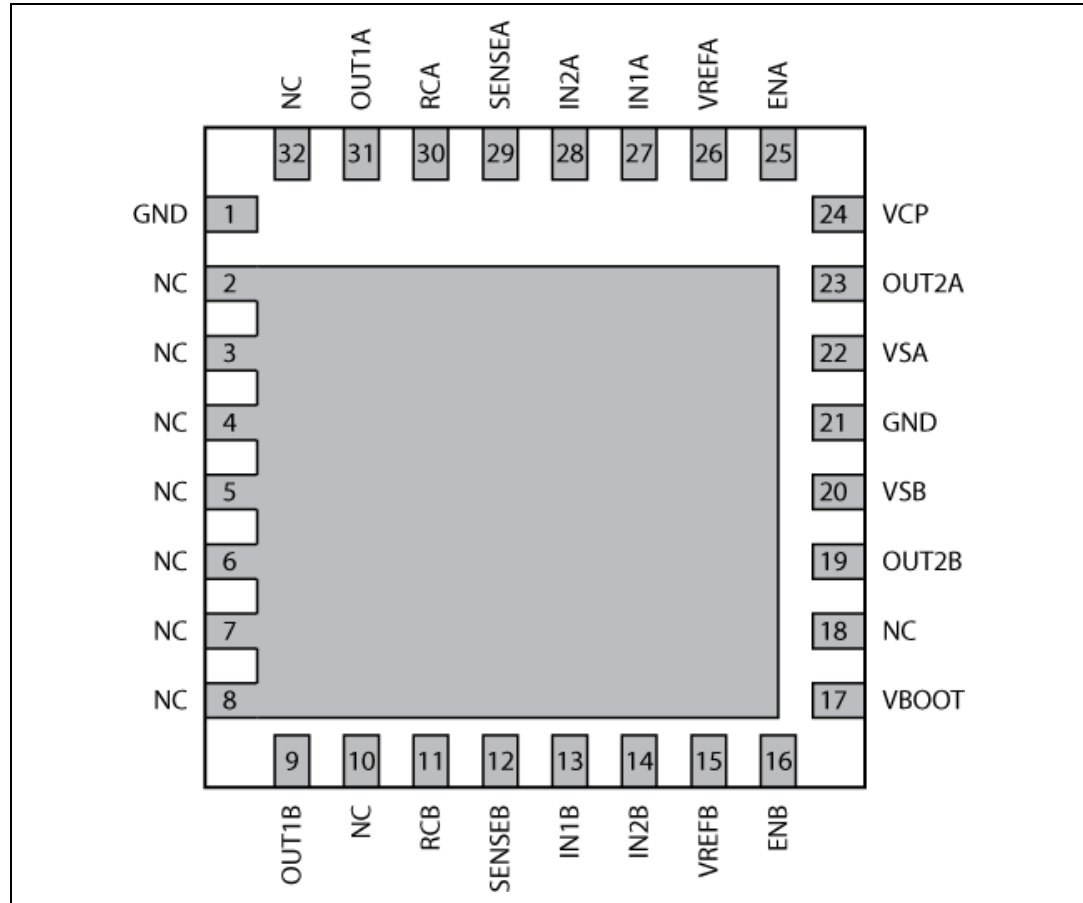 NC
OUT1A
RCA
SENSEA
IN2A
IN1A
VREFA
ENA
32
31
30
29
28
27
26
25
GND 1
24 VCP
NC 2
23 OUT2A
NC 3
22 VSA
NC 4
21 GND
NC 5
20 VSB
NC 6
19 OUT2B
NC 7
18 NC
NC 8
17 VBOOT
9
10
11
12
13
14
15
16
OUT1B
NC
RCB
SENSEB
IN1B
IN2B
VREFB
ENB